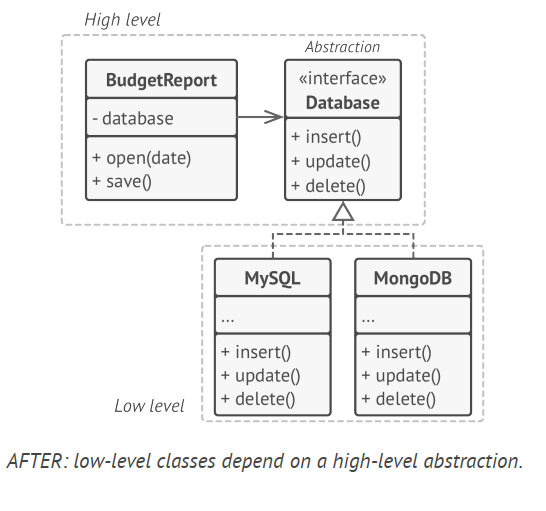 High level
Abstraction
BudgetReport
- database
+ open(date)
+ save()
«interface»
Database
+ insert()
+ update()
+ delete()
MySQL
...
+ insert()
+ update()
+ delete()
MongoDB
...
+ insert()
+ update()
+ delete()
Low level
AFTER: low-level classes depend on a high-level abstraction.